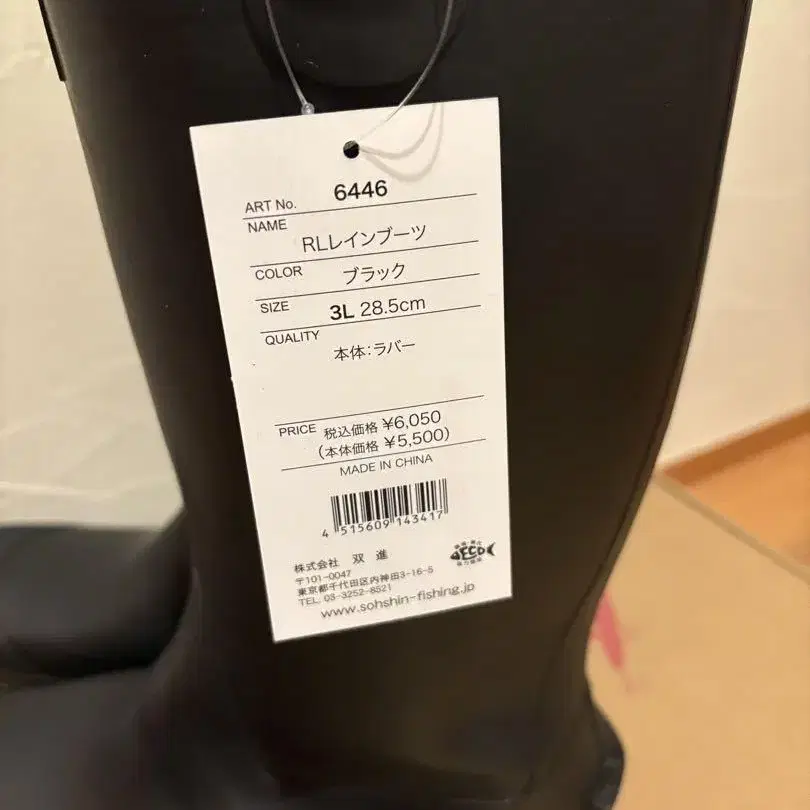 ART No. 6446
NAME RLレインブーツ
COLOR ブラック
SIZE 3L 28.5cm
QUALITY
本体：ラバー
PRICE 税込価格 ¥6,050
（本体価格 ¥5,500）
MADE IN CHINA
4 515609 143417
株式会社 双進
〒101-0047
東京都千代田区内神田3-16-5
TEL. 03-3252-8521
www.sohshin-fishing.jp
ECO